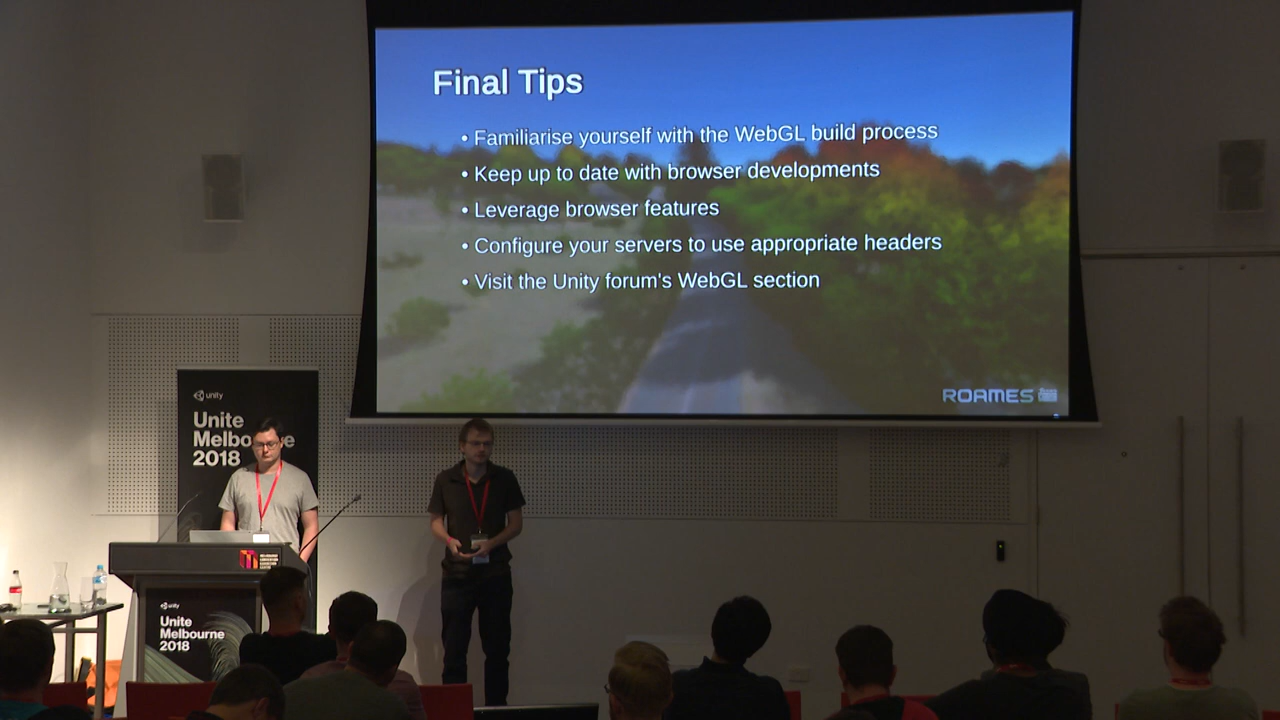 Final Tips
• Familiarise yourself with the WebGL build process
• Keep up to date with browser developments
• Leverage browser features
• Configure your servers to use appropriate headers
• Visit the Unity forum's WebGL section
ROAMES
unity
Unite
Melbourne
2018
unity
Unite
Melbourne
2018